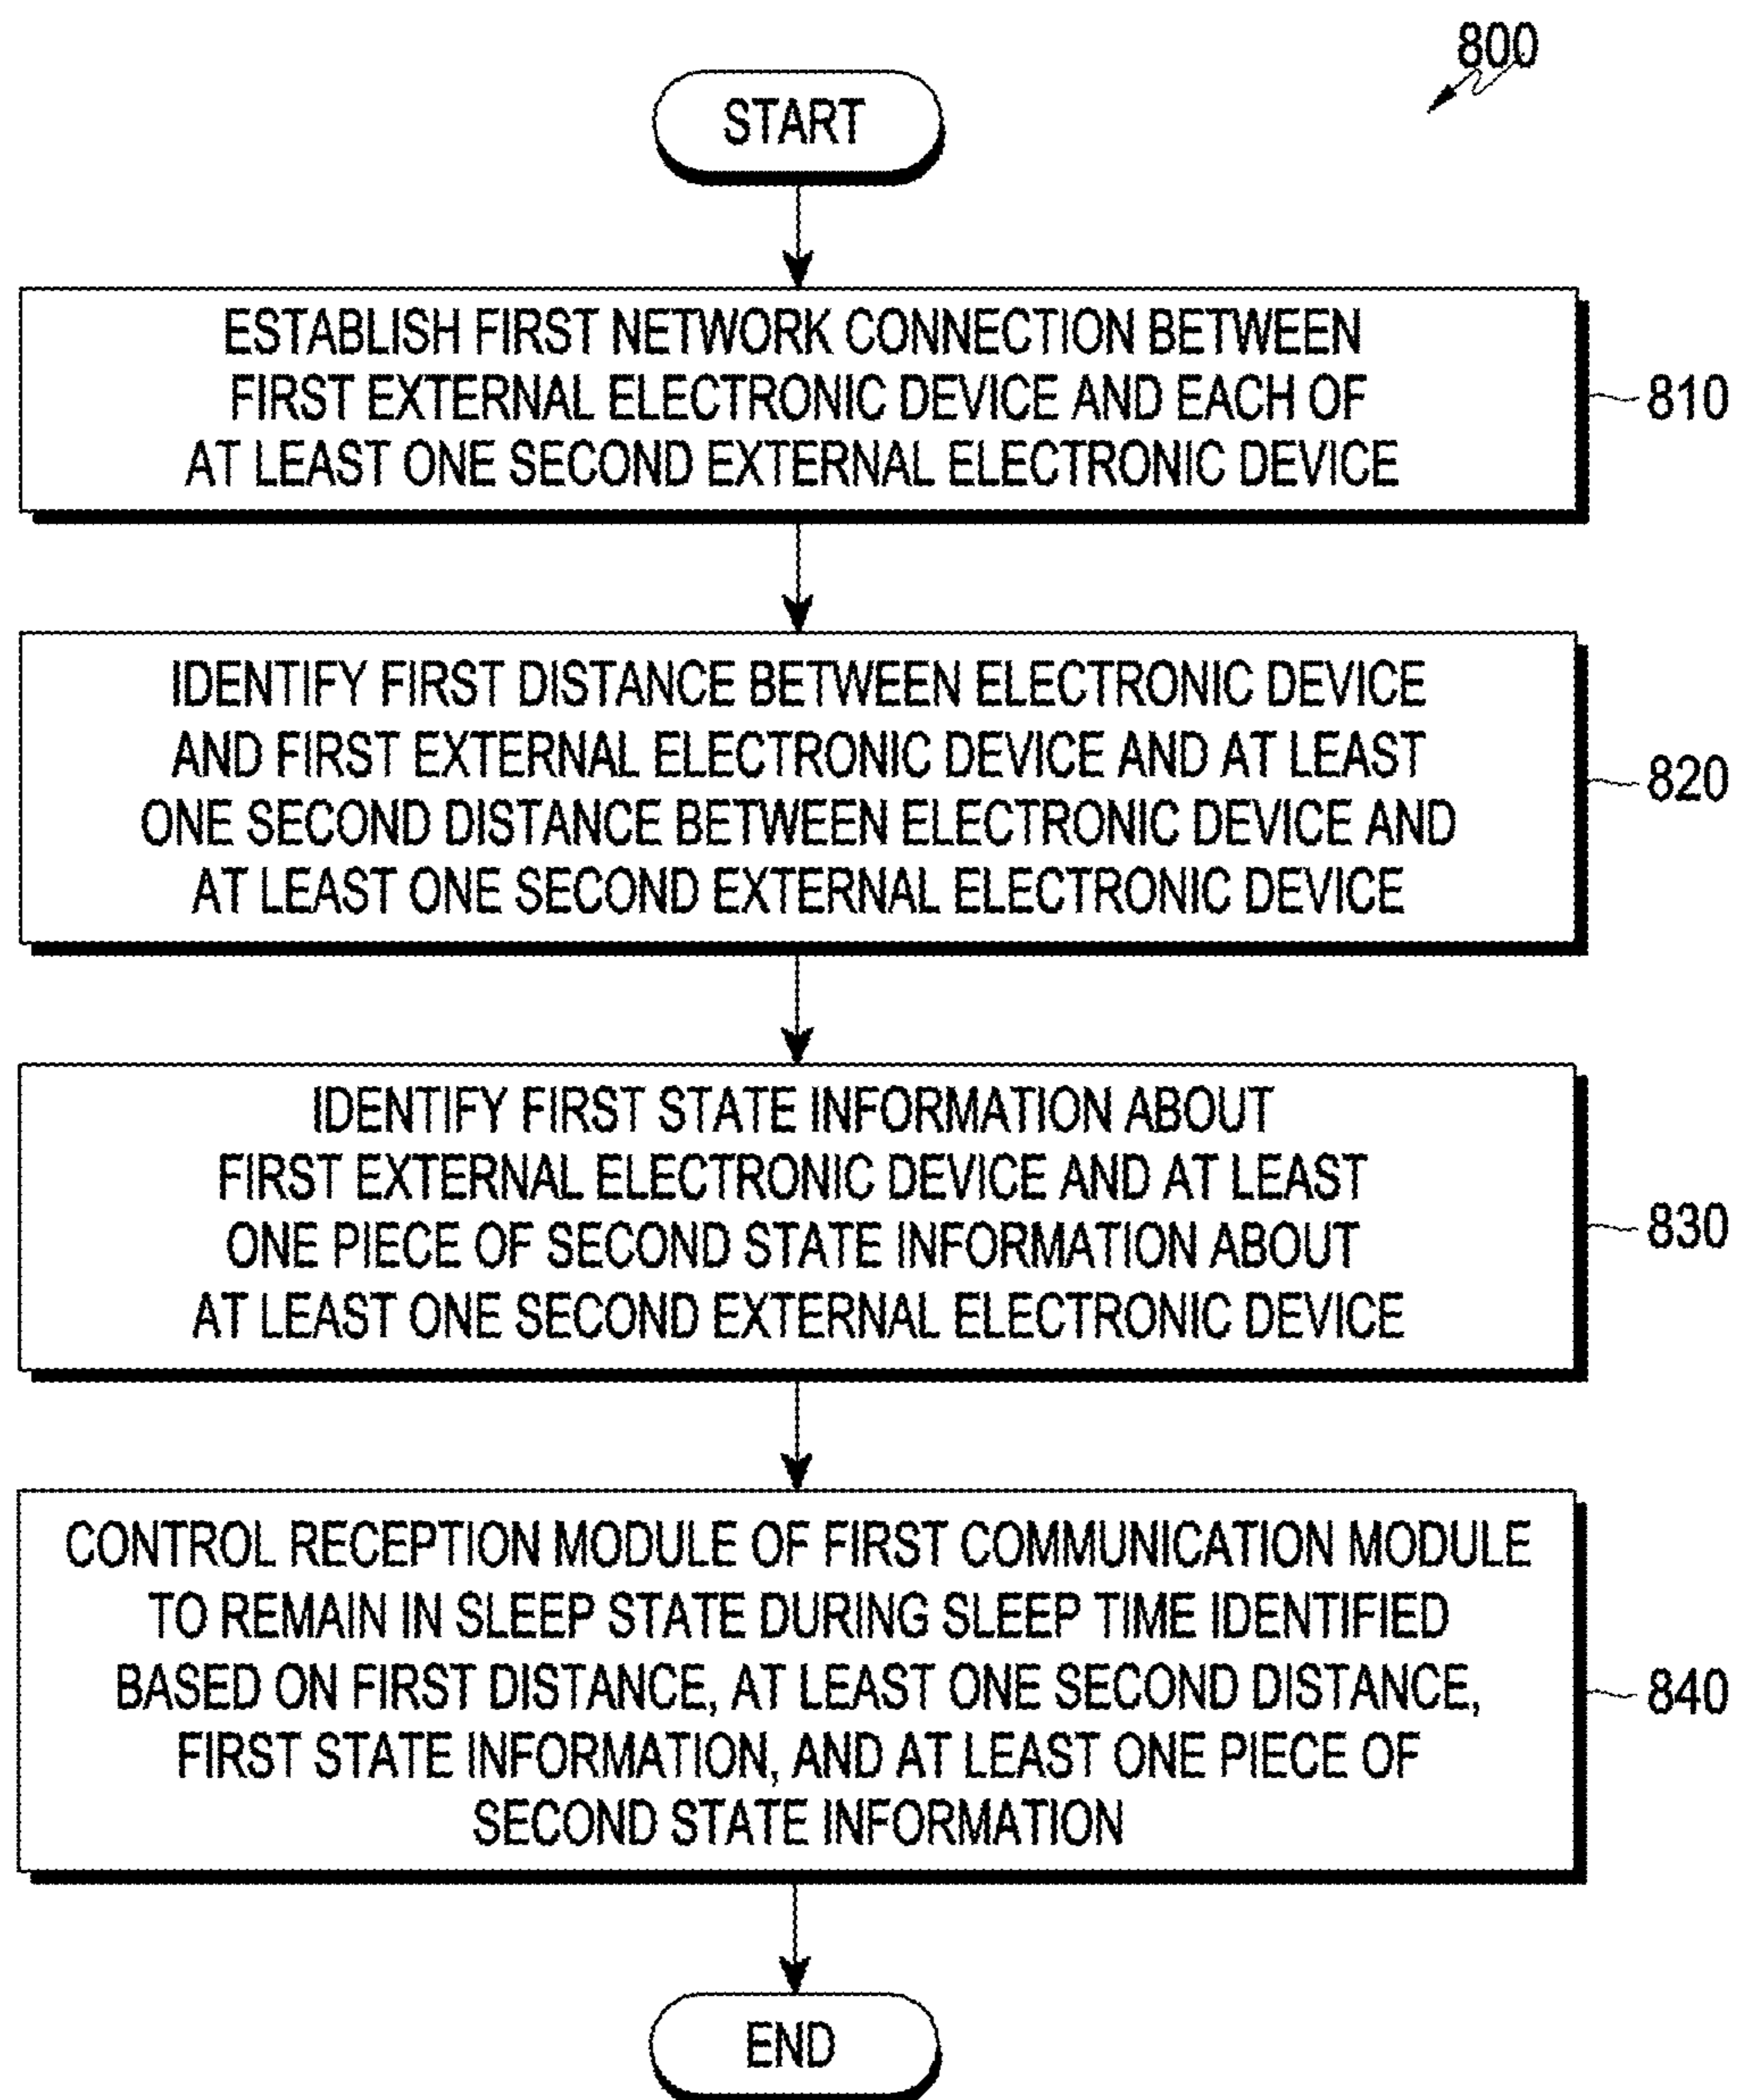 800
START
ESTABLISH FIRST NETWORK CONNECTION BETWEEN
FIRST EXTERNAL ELECTRONIC DEVICE AND EACH OF
AT LEAST ONE SECOND EXTERNAL ELECTRONIC DEVICE
810
IDENTIFY FIRST DISTANCE BETWEEN ELECTRONIC DEVICE
AND FIRST EXTERNAL ELECTRONIC DEVICE AND AT LEAST
ONE SECOND DISTANCE BETWEEN ELECTRONIC DEVICE AND
AT LEAST ONE SECOND EXTERNAL ELECTRONIC DEVICE
820
IDENTIFY FIRST STATE INFORMATION ABOUT
FIRST EXTERNAL ELECTRONIC DEVICE AND AT LEAST
ONE PIECE OF SECOND STATE INFORMATION ABOUT
AT LEAST ONE SECOND EXTERNAL ELECTRONIC DEVICE
830
CONTROL RECEPTION MODULE OF FIRST COMMUNICATION MODULE
TO REMAIN IN SLEEP STATE DURING SLEEP TIME IDENTIFIED
BASED ON FIRST DISTANCE, AT LEAST ONE SECOND DISTANCE,
FIRST STATE INFORMATION, AND AT LEAST ONE PIECE OF
SECOND STATE INFORMATION
840
END